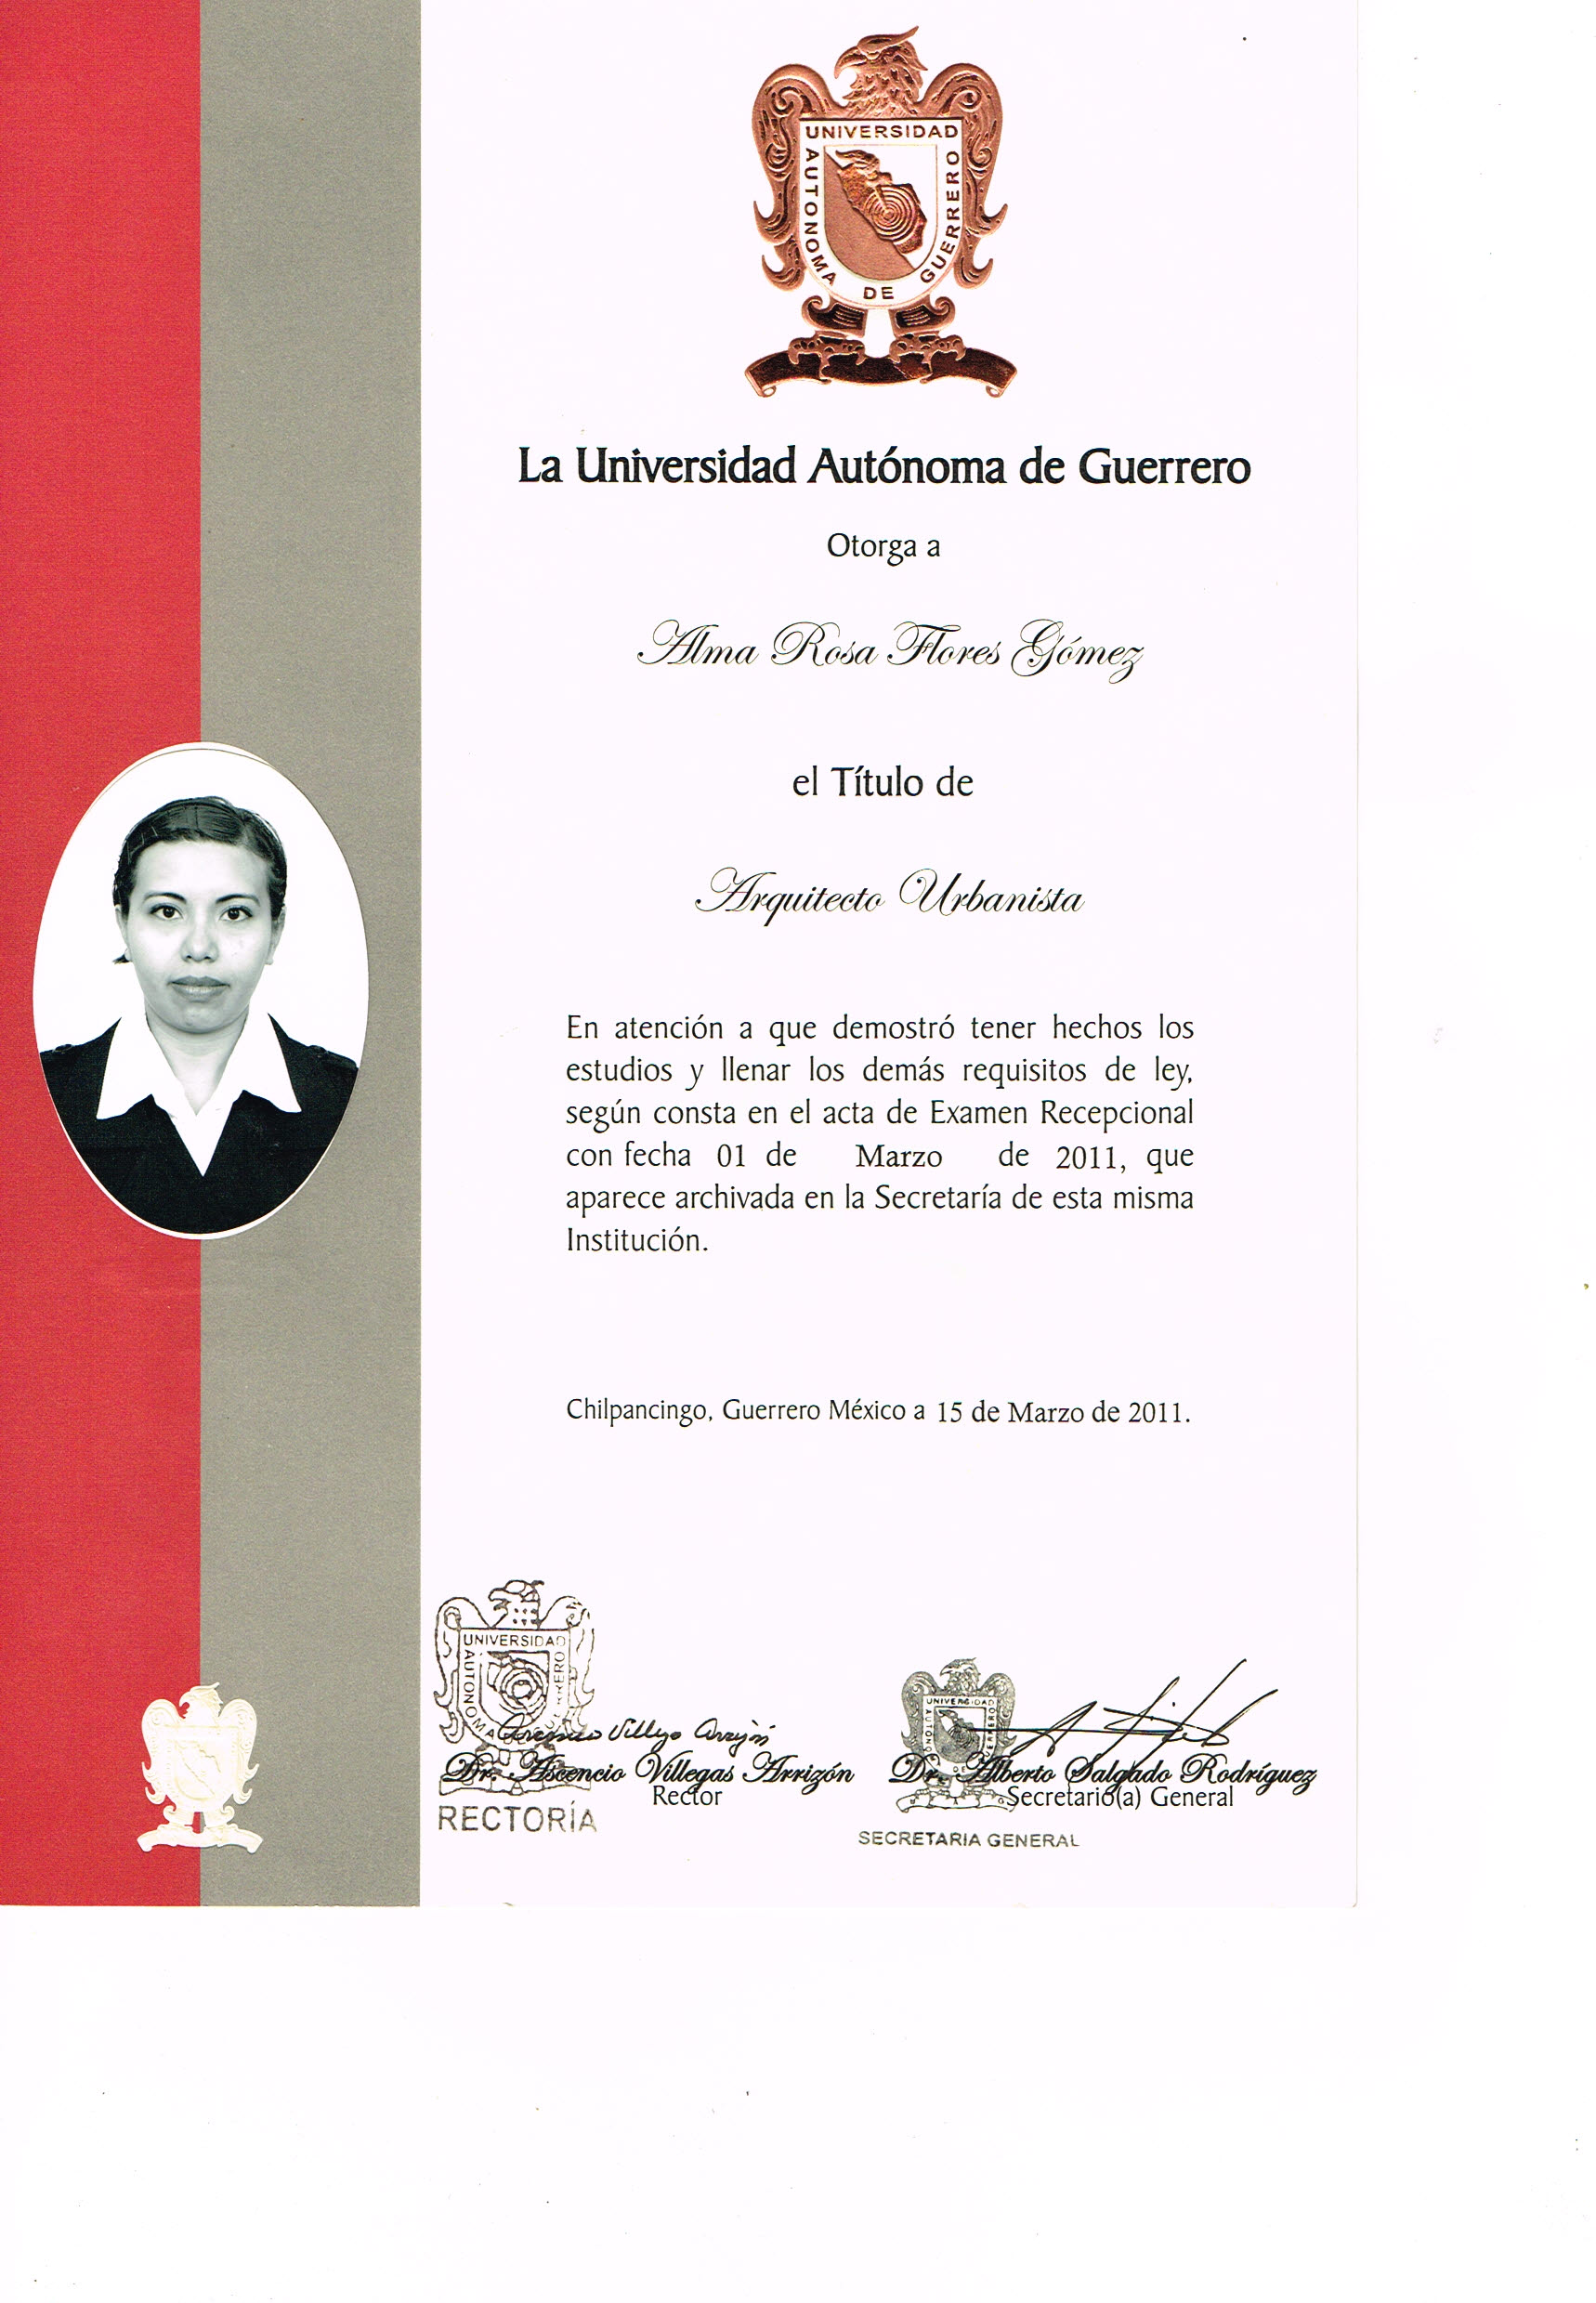 UNIVERSIDAD AUTONOMA DE GUERRERO
La Universidad Autónoma de Guerrero
Otorga a
Alma Rosa Flores Gómez
el Título de
Arquitecto Urbanista
En atención a que demostró tener hechos los
estudios y llenar los demás requisitos de ley,
según consta en el acta de Examen Recepcional
con fecha 01 de Marzo de 2011, que
aparece archivada en la Secretaría de esta misma
Institución.
Chilpancingo, Guerrero México a 15 de Marzo de 2011.
UNIVERSIDAD AUTONOMA
Dr. Ascencio Villegas Arrizón
Rector
RECTORÍA
UNIVERSIDAD AUTONOMA DE GUERRERO
Dr. Alberto Salgado Rodríguez
Secretario(a) General
SECRETARIA GENERAL